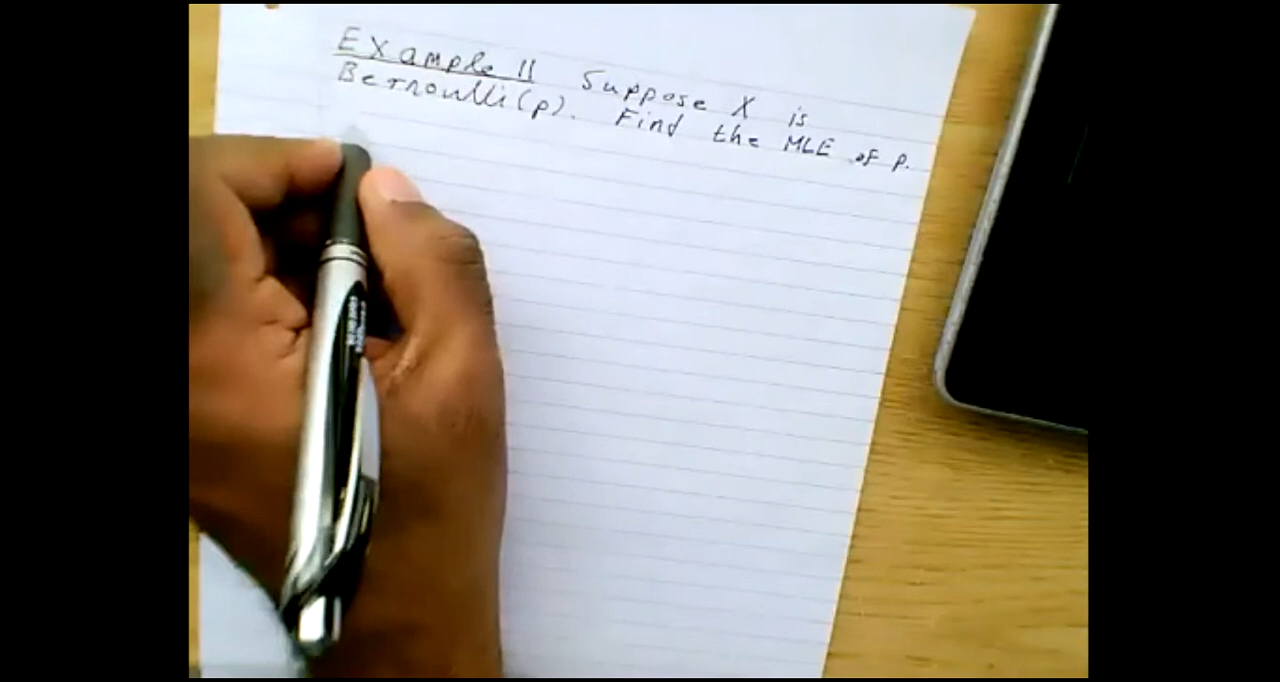 Example 11 Suppose X is
Bernoulli(p). Find the MLE of p.